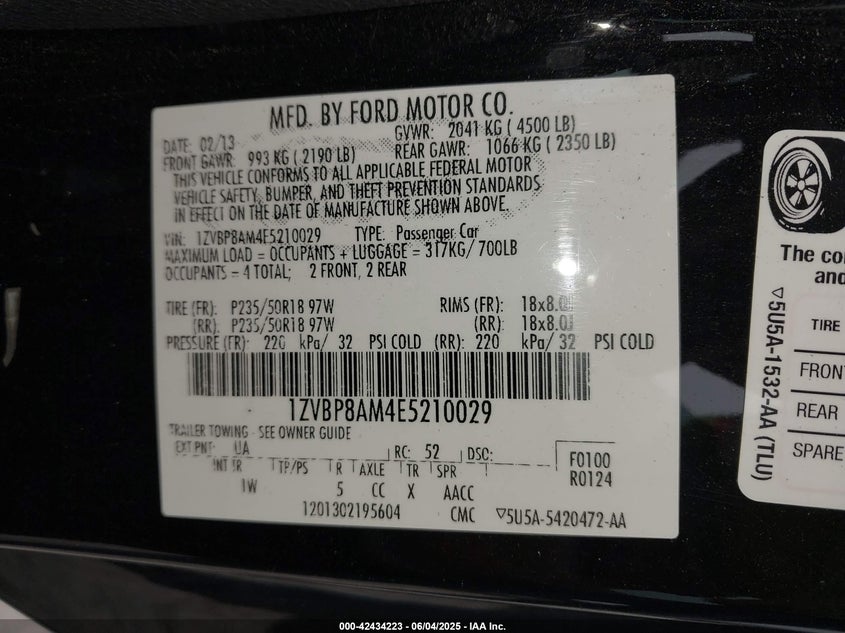 MFD. BY FORD MOTOR CO.
DATE: 02/13 GVWR: 2041 KG ( 4500 LB)
FRONT GAWR: 993 KG ( 2190 LB) REAR GAWR: 1066 KG ( 2350 LB)
THIS VEHICLE CONFORMS TO ALL APPLICABLE FEDERAL MOTOR
VEHICLE SAFETY, BUMPER, AND THEFT PREVENTION STANDARDS
IN EFFECT ON THE DATE OF MANUFACTURE SHOWN ABOVE.
VIN: 1ZVBP8AM4E5210029 TYPE: Passenger Car
MAXIMUM LOAD = OCCUPANTS + LUGGAGE = 317KG/ 700LB
OCCUPANTS = 4 TOTAL; 2 FRONT, 2 REAR
TIRE (FR): P235/50R18 97W RIMS (FR): 18x8.0J
(RR): P235/50R18 97W (RR): 18x8.0J
PRESSURE (FR): 220 kPa/ 32 PSI COLD (RR): 220 kPa/ 32 PSI COLD
1ZVBP8AM4E5210029
TRAILER TOWING - SEE OWNER GUIDE
EXT PNT: UA RC: 52 DSO:
F0100
R0124
INT TR TP/PS R AXLE TR SPR
1W 5 CC X AACC
1201302195604 CMC ▽5U5A-5420472-AA
The co
and
▽5U5A-1532-AA (TLU)
TIRE
FRON
REAR
SPARE
000-42434223 - 06/04/2025 - IAA Inc.